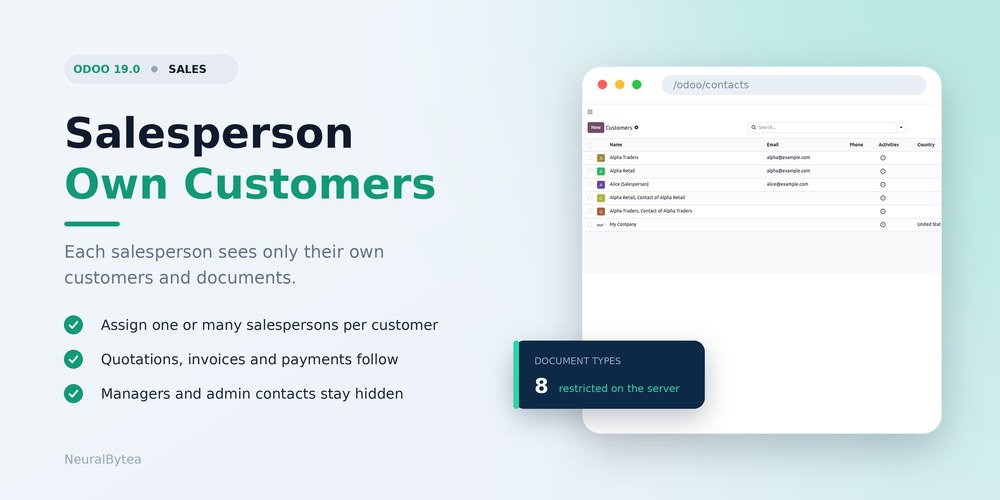 ODOO 19.0 • SALES
Salesperson
Own Customers
Each salesperson sees only their own
customers and documents.
Assign one or many salespersons per customer
Quotations, invoices and payments follow
Managers and admin contacts stay hidden
NeuralBytea
/odoo/contacts
New Customers
Search...
Name Email Phone Activities Country
A Alpha Traders alpha@example.com
A Alpha Retail alpha@example.com
A Alice (Salesperson) alice@example.com
C Alpha Retail, Contact of Alpha Retail
C Alpha Traders, Contact of Alpha Traders
My Company United Stat
DOCUMENT TYPES
8 restricted on the server